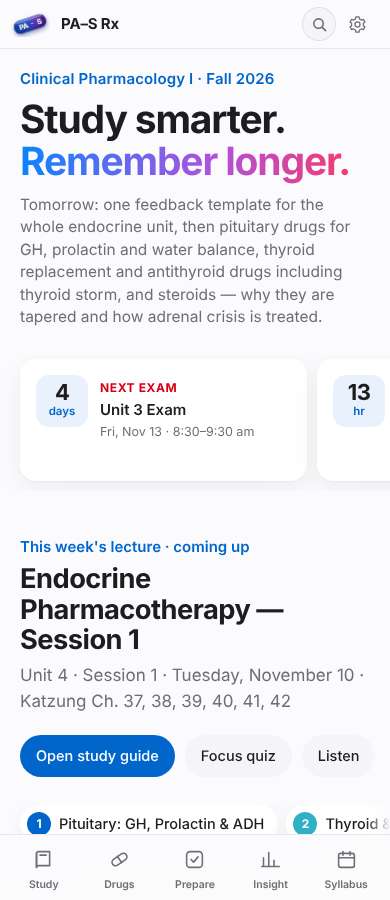 PA · S
PA–S Rx
Clinical Pharmacology I · Fall 2026
Study smarter.
Remember longer.
Tomorrow: one feedback template for the
whole endocrine unit, then pituitary drugs for
GH, prolactin and water balance, thyroid
replacement and antithyroid drugs including
thyroid storm, and steroids — why they are
tapered and how adrenal crisis is treated.
4
days
NEXT EXAM
Unit 3 Exam
Fri, Nov 13 · 8:30–9:30 am
13
hr
This week's lecture · coming up
Endocrine
Pharmacotherapy —
Session 1
Unit 4 · Session 1 · Tuesday, November 10 ·
Katzung Ch. 37, 38, 39, 40, 41, 42
Open study guide
Focus quiz
Listen
1 Pituitary: GH, Prolactin & ADH
2 Thyroid &
Study
Drugs
Prepare
Insight
Syllabus